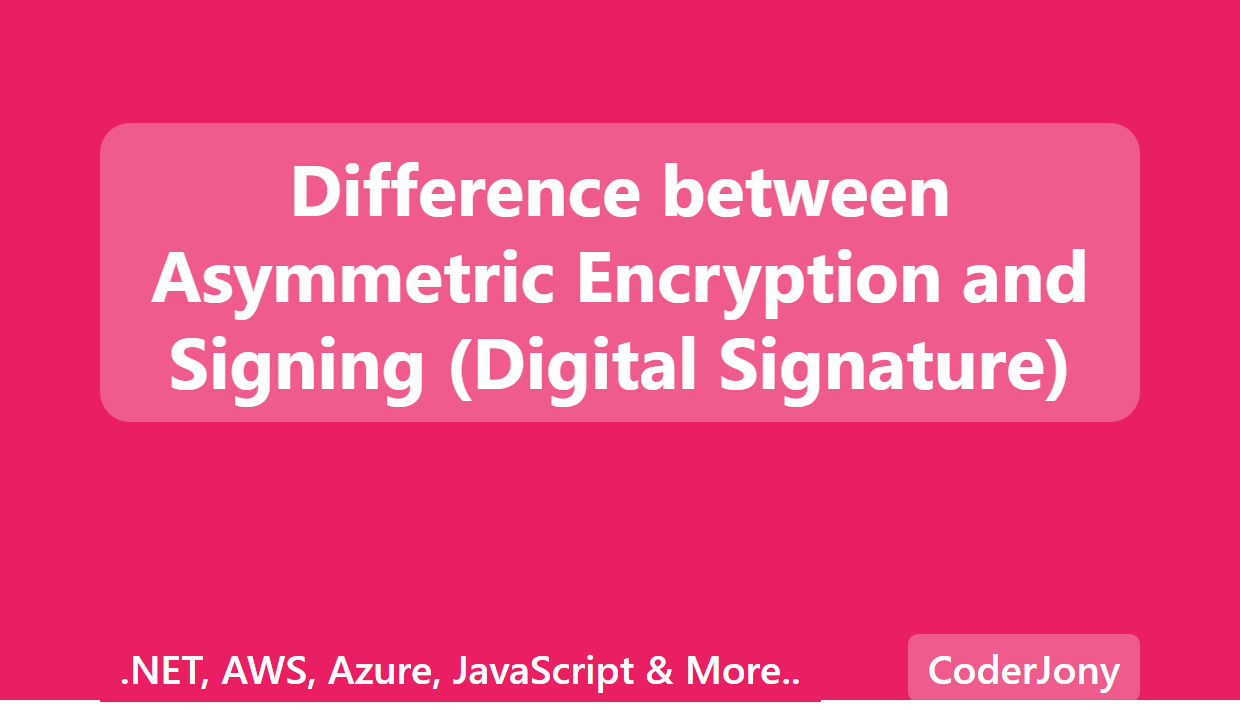 Difference between
Asymmetric Encryption and
Signing (Digital Signature)
.NET, AWS, Azure, JavaScript & More..
CoderJony